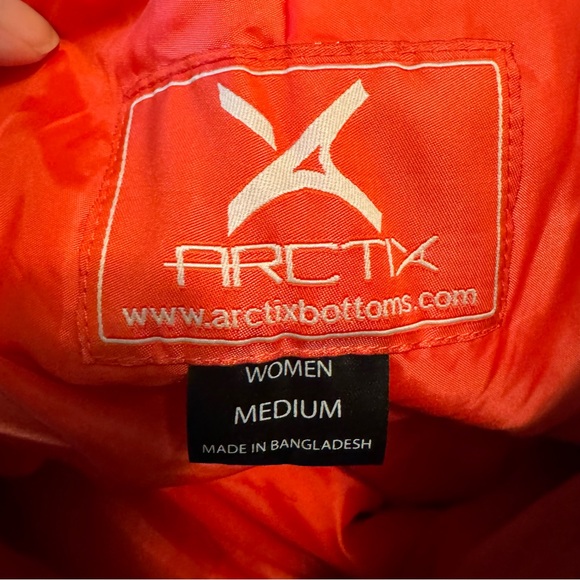 ARCTIX
www.arctixbottoms.com
WOMEN
MEDIUM
MADE IN BANGLADESH